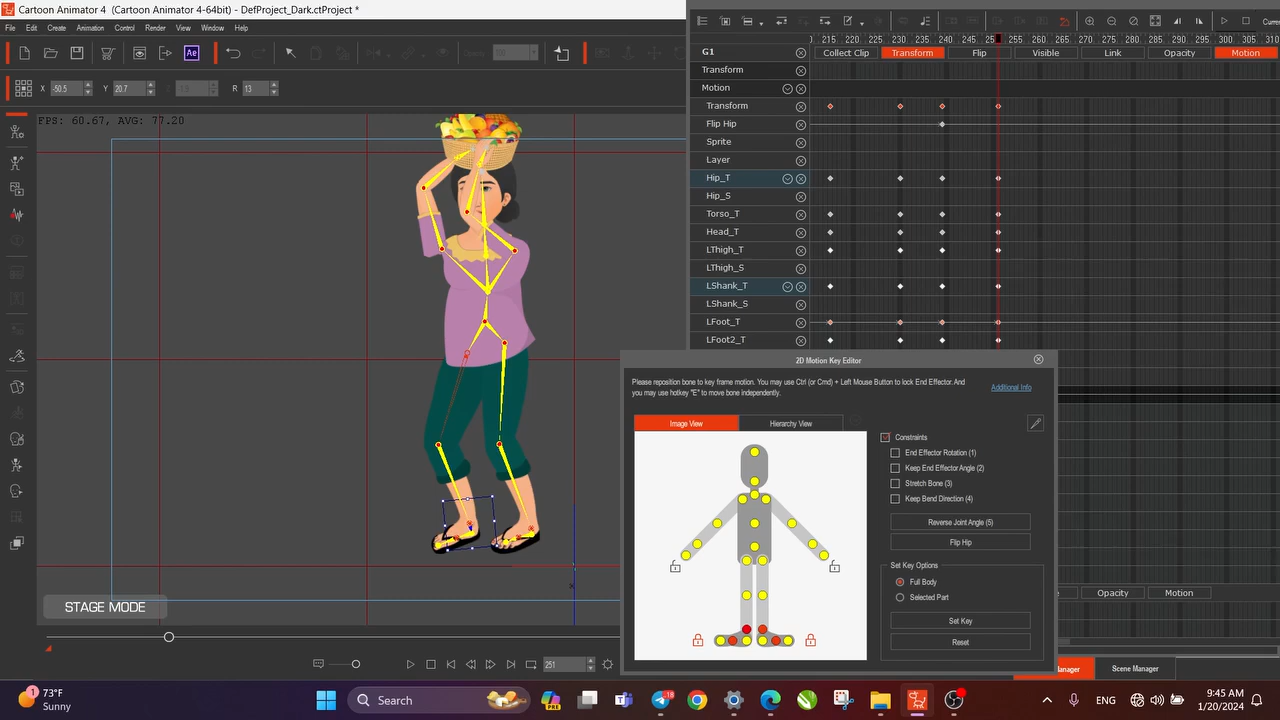 Cartoon Animator 4  (Cartoon Animator 4-64bit) - DefProject_Dark.ctProject *
File Edit Create Animation Control Render View Window Help
Ae
100
X -50.5 Y 20.7 R 13
FPS: 60.67, AVG: 77.20
STAGE MODE
251
Curre
215 220 225 230 235 240 245 255 260 265 270 275 280 285 290 295 300 305 310
G1 Collect Clip Transform Flip Visible Link Opacity Motion
Transform
Motion
Transform
Flip Hip
Sprite
Layer
Hip_T
Hip_S
Torso_T
Head_T
LThigh_T
LThigh_S
LShank_T
LShank_S
LFoot_T
LFoot2_T
2D Motion Key Editor
Please reposition bone to key frame motion. You may use Ctrl (or Cmd) + Left Mouse Button to lock End Effector.And
you may use hotkey "E" to move bone independently.
Additional Info
Image View Hierarchy View
Constraints
End Effector Rotation (1)
Keep End Effector Angle (2)
Stretch Bone (3)
Keep Bend Direction (4)
Reverse Joint Angle (5)
Flip Hip
Set Key Options
Full Body
Selected Part
Set Key
Reset
Opacity Motion
Manager Scene Manager
1
73°F
Sunny
Search
PRE
18
ENG
9:45 AM
1/20/2024